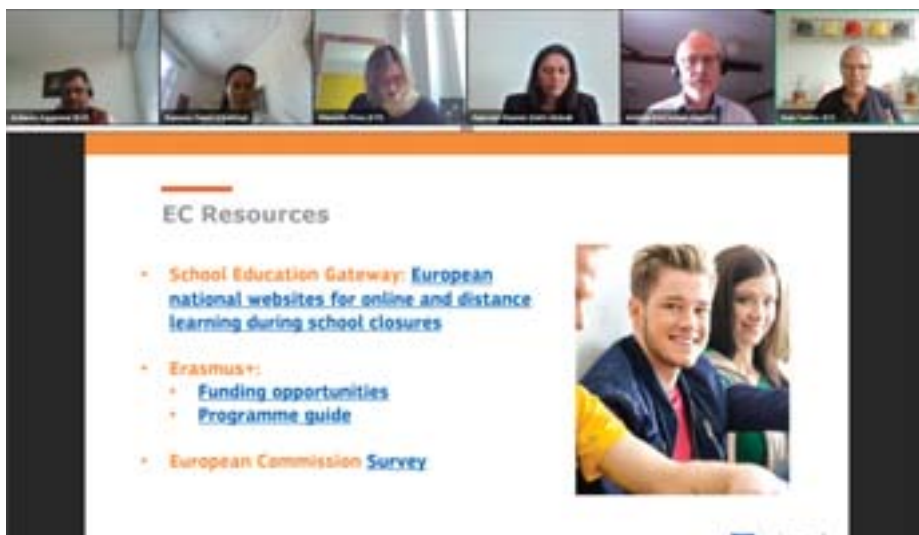 EC Resources
• School Education Gateway: European
national websites for online and distance
learning during school closures
• Erasmus+:
• Funding opportunities
• Programme guide
• European Commission Survey